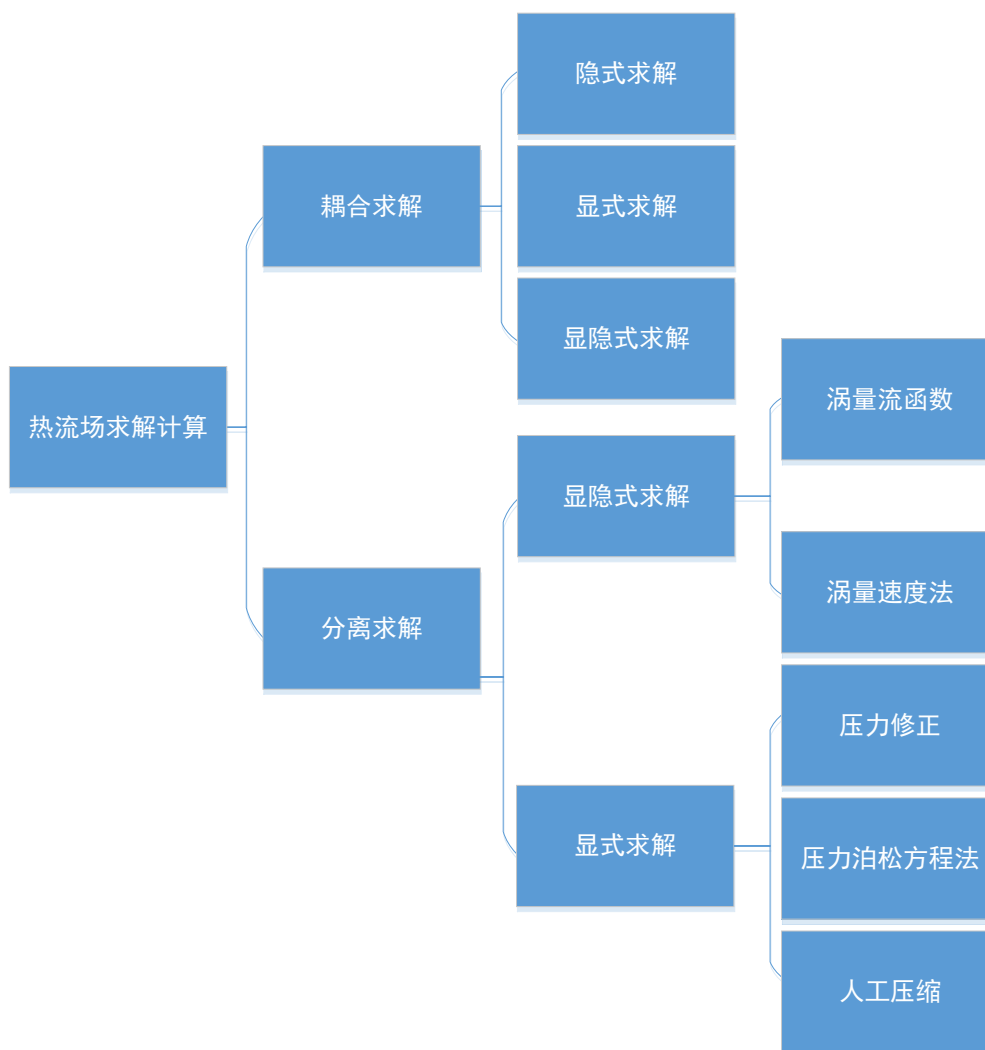 隐式求解
耦合求解
显式求解
显隐式求解
热流场求解计算
涡量流函数
显隐式求解
涡量速度法
分离求解
压力修正
显式求解
压力泊松方程法
人工压缩